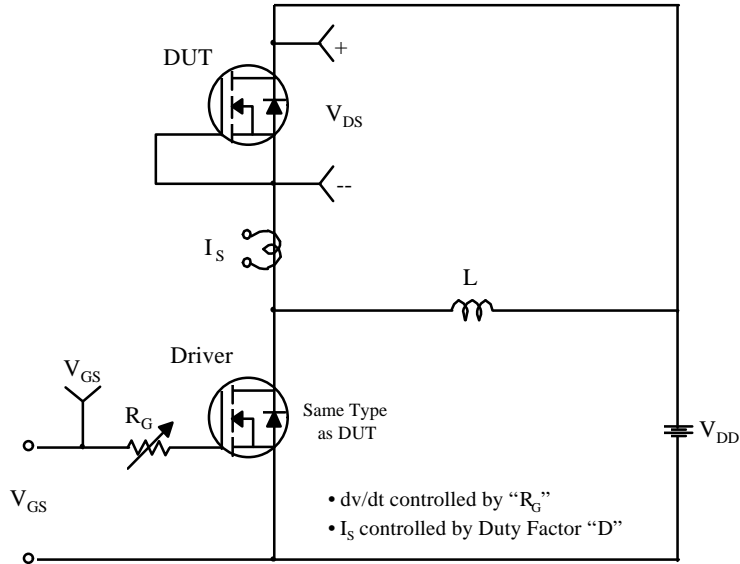 DUT
+
V_DS
--
I_S
L
Driver
V_GS
R_G
Same Type
as DUT
V_DD
V_GS
• dv/dt controlled by “R_G”
• I_S controlled by Duty Factor “D”